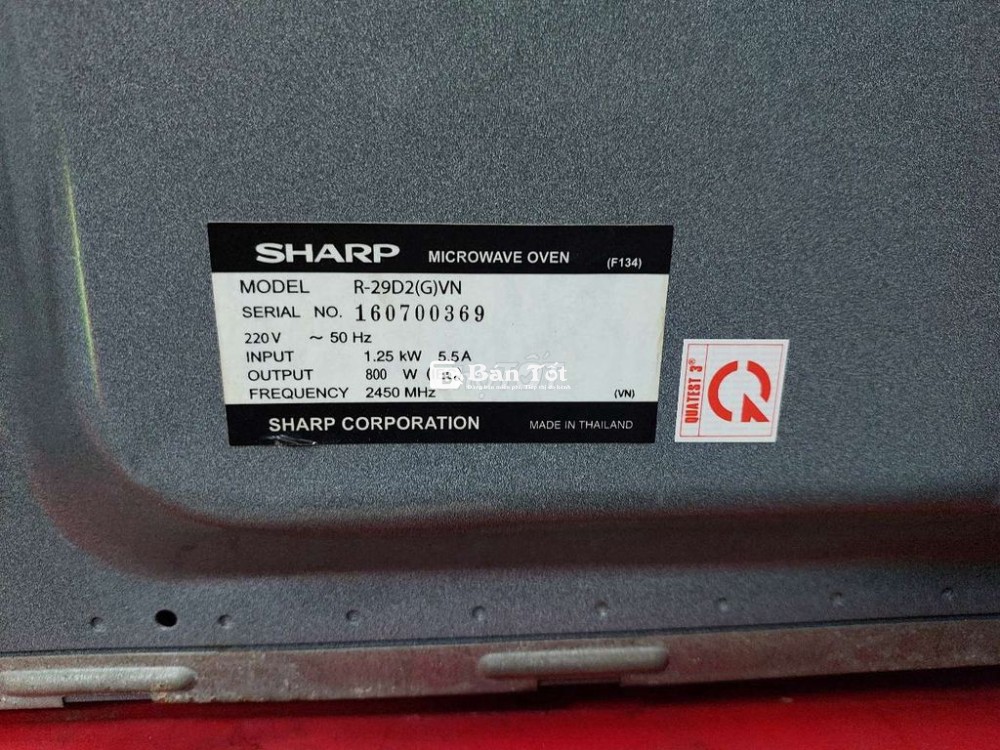 SHARP MICROWAVE OVEN (F134)
MODEL R-29D2(G)VN
SERIAL NO. 160700369
220V ~ 50 Hz
INPUT 1.25 kW 5.5A
OUTPUT 800 W
Bán Tốt
FREQUENCY 2450 MHz (VN)
SHARP CORPORATION MADE IN THAILAND
QUATEST 3®